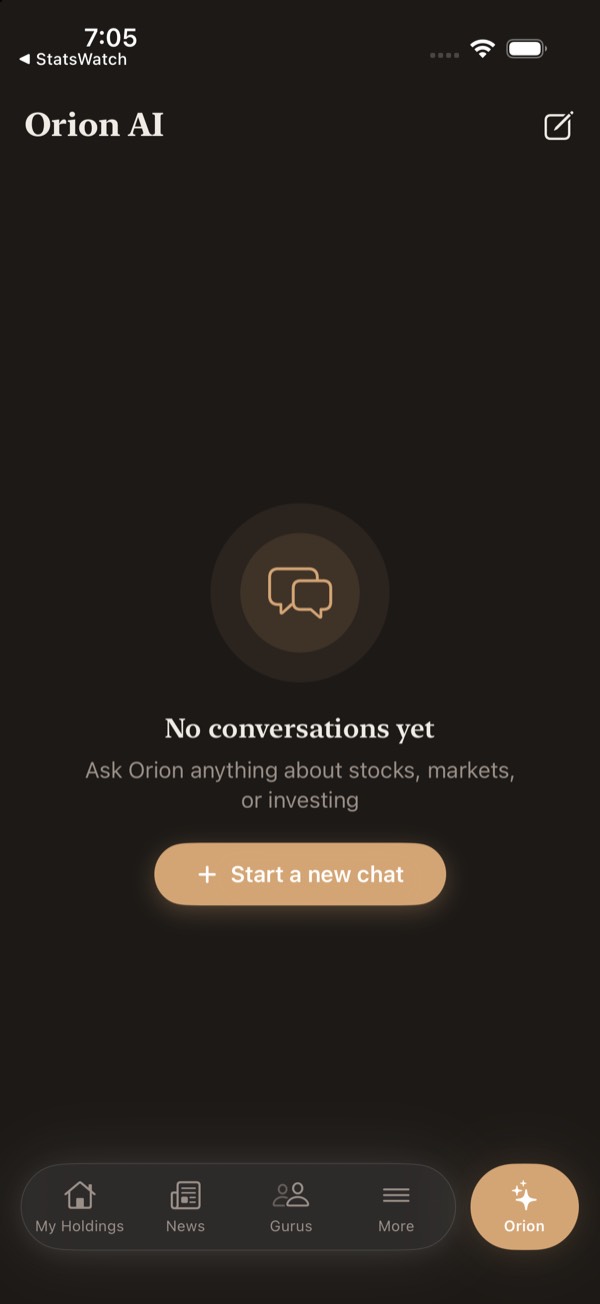 7:05
◀ StatsWatch
Orion AI
No conversations yet
Ask Orion anything about stocks, markets,
or investing
+ Start a new chat
My Holdings
News
Gurus
More
Orion